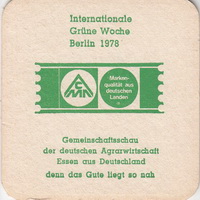 Internationale
Grüne Woche
Berlin 1978
CMA
Marken-
qualität aus
deutschen
Landen
Gemeinschaftsschau
der deutschen Agrarwirtschaft
Essen aus Deutschland
denn das Gute liegt so nah